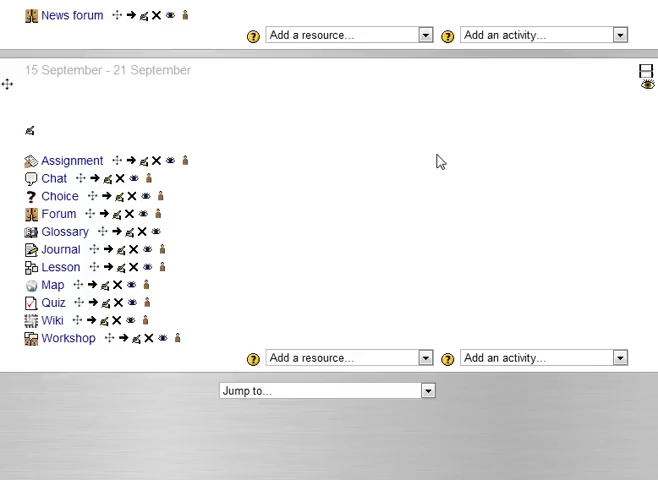 News forum
Add a resource... Add an activity...
15 September - 21 September
Assignment
Chat
Choice
Forum
Glossary
Journal
Lesson
Map
Quiz
Wiki
Workshop
Add a resource... Add an activity...
Jump to...